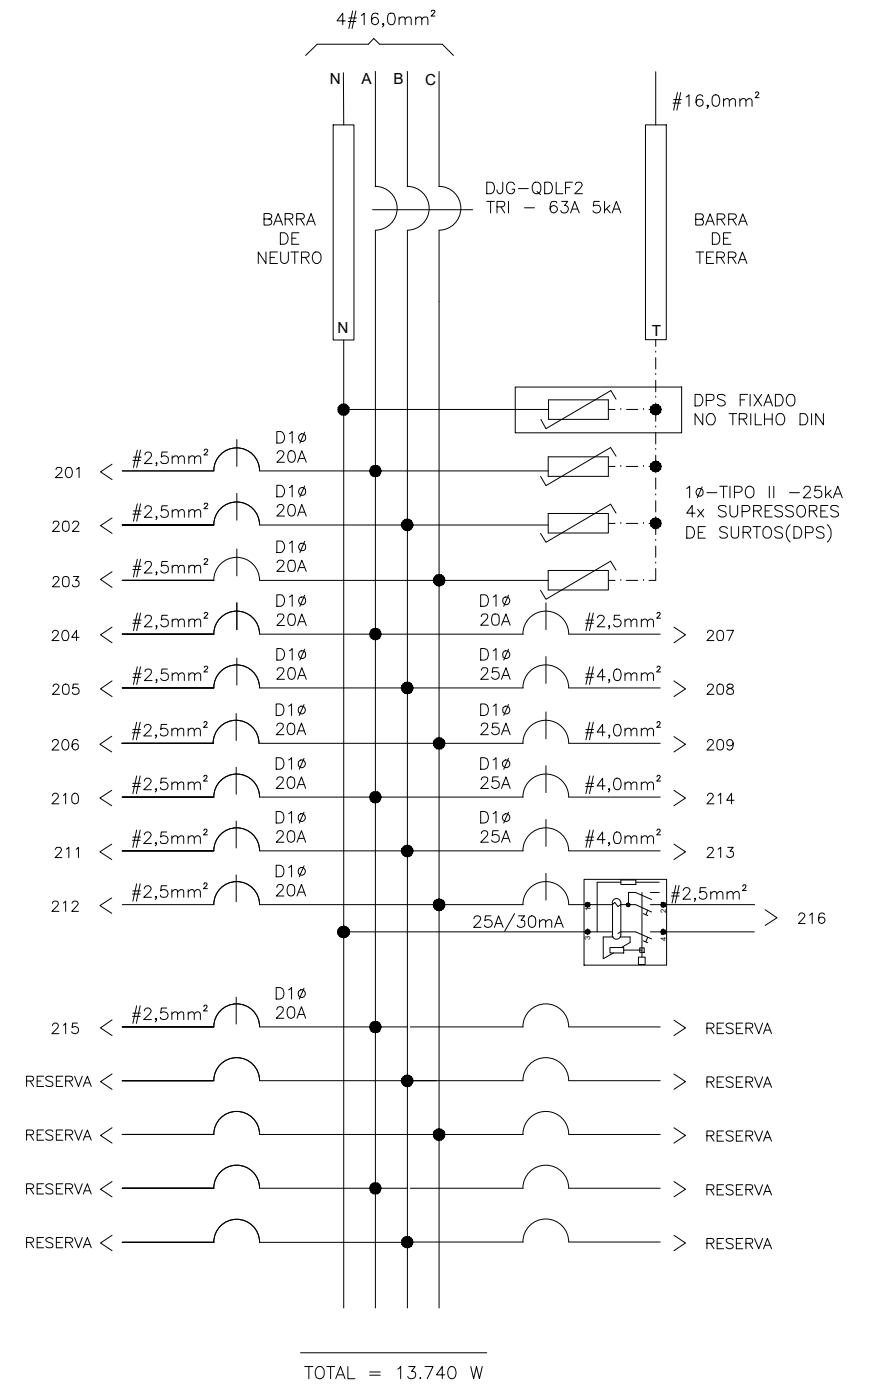 4#16,0mm²
N A B C
#16,0mm²
DJG-QDLF2
TRI - 63A 5kA
BARRA
DE
NEUTRO
BARRA
DE
TERRA
N
T
DPS FIXADO
NO TRILHO DIN
D1ø
20A
#2,5mm²
201
1ø-TIPO II -25kA
4x SUPRESSORES
DE SURTOS(DPS)
D1ø
20A
#2,5mm²
202
D1ø
20A
#2,5mm²
203
D1ø
20A
#2,5mm²
204
D1ø
20A
#2,5mm²
207
D1ø
20A
#2,5mm²
205
D1ø
25A
#4,0mm²
208
D1ø
20A
#2,5mm²
206
D1ø
25A
#4,0mm²
209
D1ø
20A
#2,5mm²
210
D1ø
25A
#4,0mm²
214
D1ø
20A
#2,5mm²
211
D1ø
25A
#4,0mm²
213
D1ø
20A
#2,5mm²
212
#2,5mm²
25A/30mA
1
2
3
4
216
D1ø
20A
#2,5mm²
215
RESERVA
RESERVA
RESERVA
RESERVA
RESERVA
RESERVA
RESERVA
RESERVA
RESERVA
TOTAL = 13.740 W